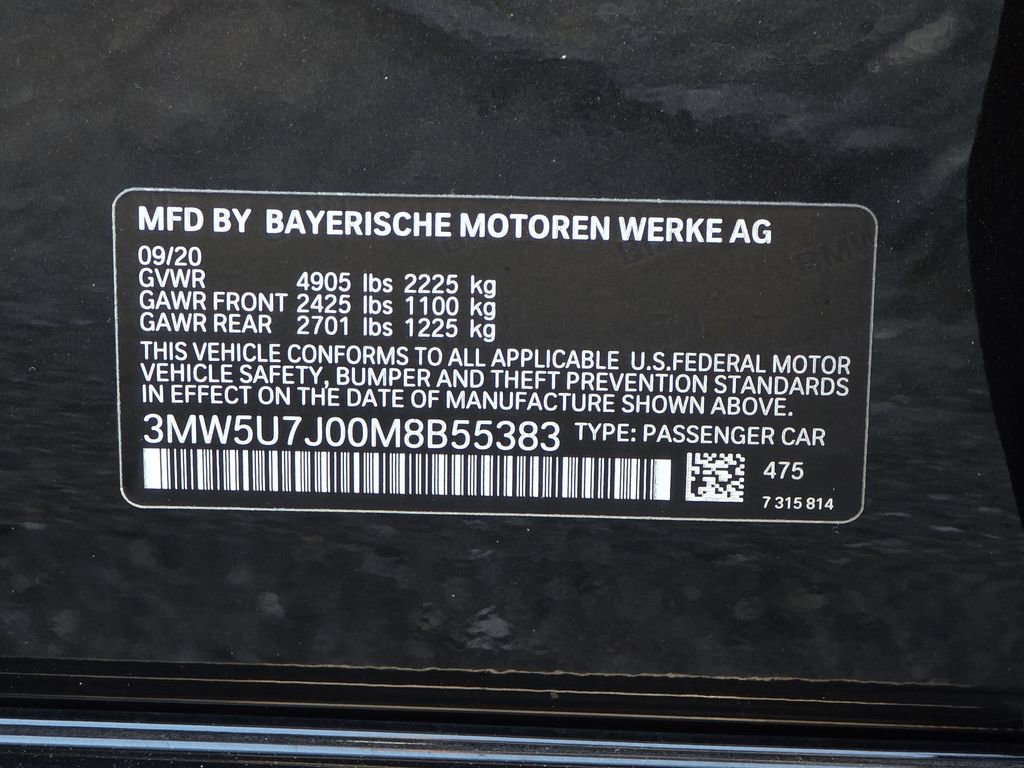 MFD BY BAYERISCHE MOTOREN WERKE AG
09/20
GVWR 4905 lbs 2225 kg
GAWR FRONT 2425 lbs 1100 kg
GAWR REAR 2701 lbs 1225 kg
THIS VEHICLE CONFORMS TO ALL APPLICABLE U.S.FEDERAL MOTOR
VEHICLE SAFETY, BUMPER AND THEFT PREVENTION STANDARDS
IN EFFECT ON THE DATE OF MANUFACTURE SHOWN ABOVE.
3MW5U7J00M8B55383 TYPE: PASSENGER CAR
475
7 315 814